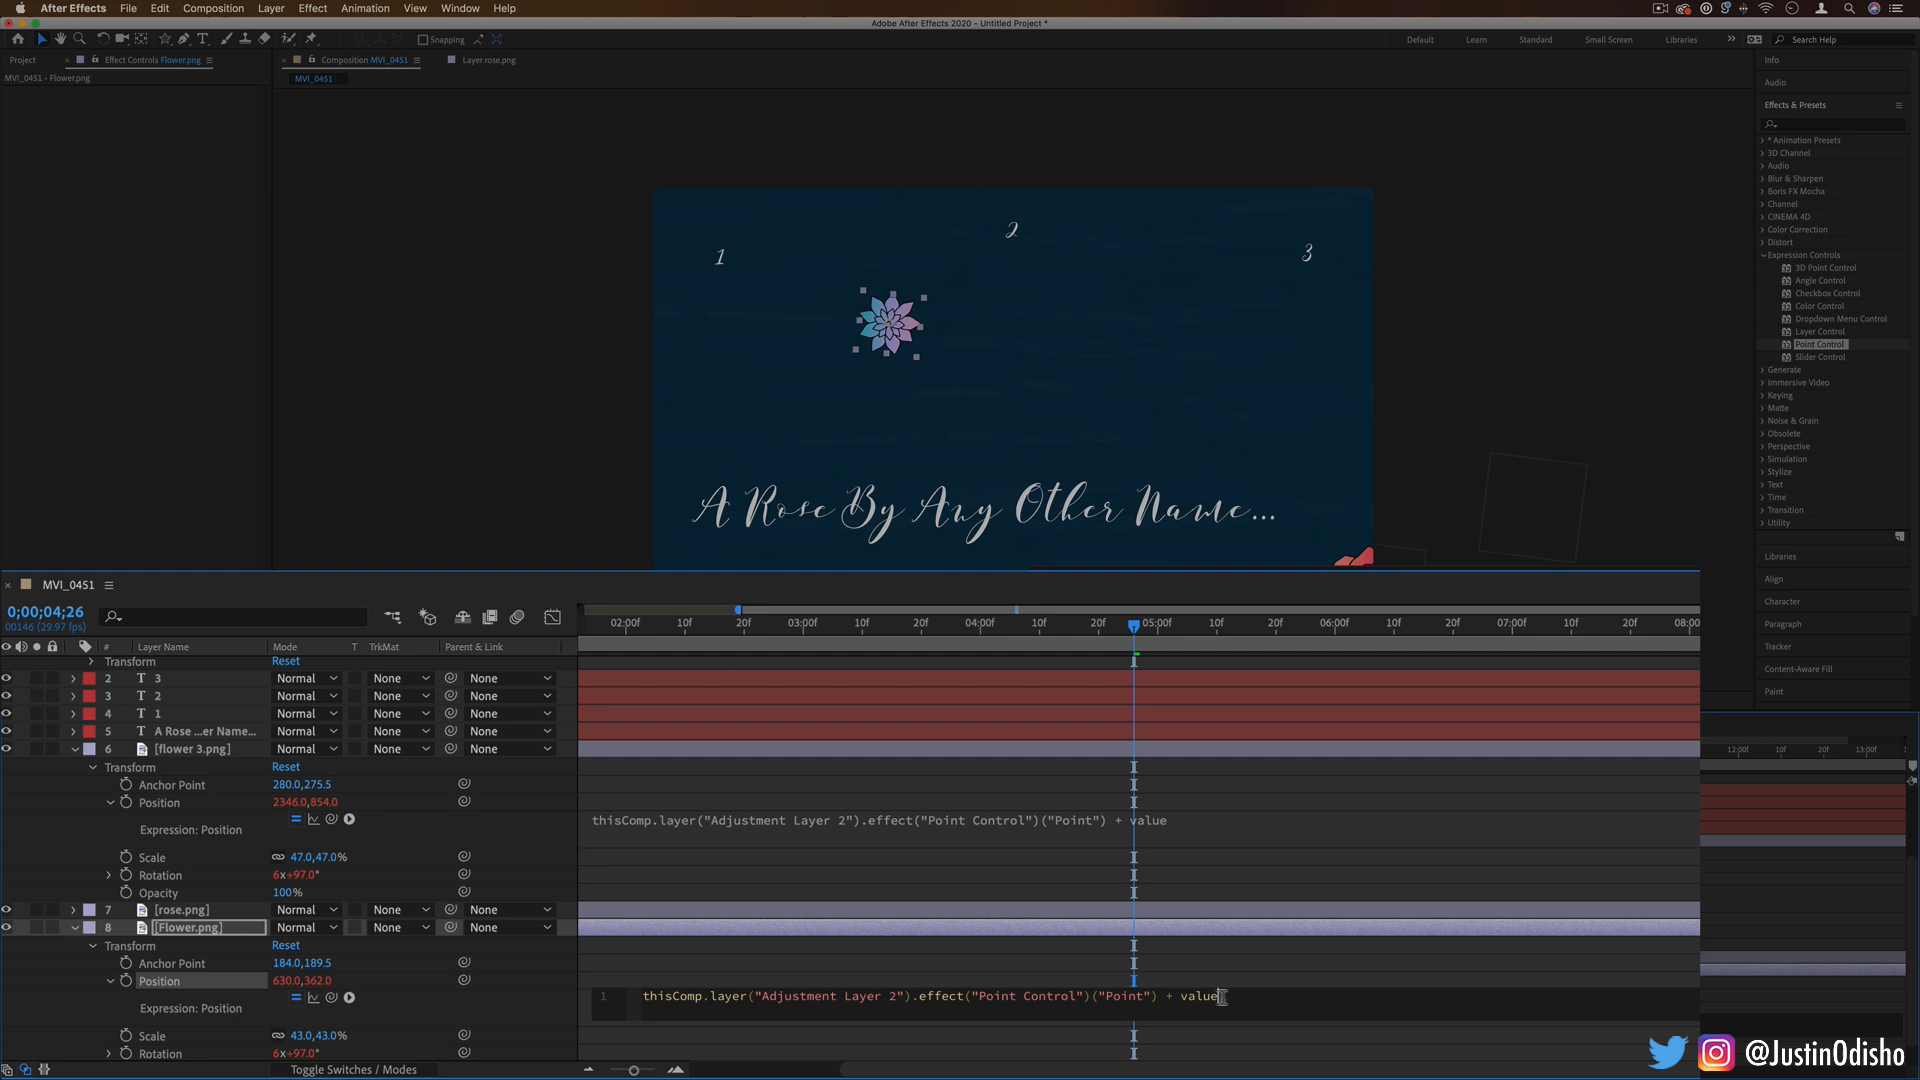 After Effects File Edit Composition Layer Effect Animation View Window Help
Adobe After Effects 2020 - Untitled Project *
Snapping Default Learn Standard Small Screen Libraries Search Help
Project Effect Controls Flower.png Composition MVI_0451 Layer rose.png
MVI_0451 • Flower.png
MVI_0451
Info
Audio
Effects & Presets
* Animation Presets
3D Channel
Audio
Blur & Sharpen
Boris FX Mocha
Channel
CINEMA 4D
Color Correction
Distort
Expression Controls
3D Point Control
Angle Control
Checkbox Control
Color Control
Dropdown Menu Control
Layer Control
Point Control
Slider Control
Generate
Immersive Video
Keying
Matte
Noise & Grain
Obsolete
Perspective
Simulation
Stylize
Text
Time
Transition
Utility
Libraries
Align
Character
Paragraph
Tracker
Content-Aware Fill
Paint
1
2
3
A Rose By Any Other Name...
MVI_0451
0;00;04;26
00146 (29.97 fps)
02:00f 10f 20f 03:00f 10f 20f 04:00f 10f 20f 05:00f 10f 20f 06:00f 10f 20f 07:00f 10f 20f 08:00f
# Layer Name Mode T TrkMat Parent & Link
Transform Reset
2 T 3 Normal None None
3 T 2 Normal None None
4 T 1 Normal None None
5 T A Rose ...er Name... Normal None None
6 [flower 3.png] Normal None None
Transform Reset
Anchor Point 280.0,275.5
Position 2346.0,854.0
Expression: Position thisComp.layer("Adjustment Layer 2").effect("Point Control")("Point") + value
Scale 47.0,47.0%
Rotation 6x+97.0°
Opacity 100%
7 [rose.png] Normal None None
8 [Flower.png] Normal None None
Transform Reset
Anchor Point 184.0,189.5
Position 630.0,362.0
Expression: Position 1 thisComp.layer("Adjustment Layer 2").effect("Point Control")("Point") + value
Scale 43.0,43.0%
Rotation 6x+97.0°
Toggle Switches / Modes
12:00f 10f 20f 13:00f
@JustinOdisho